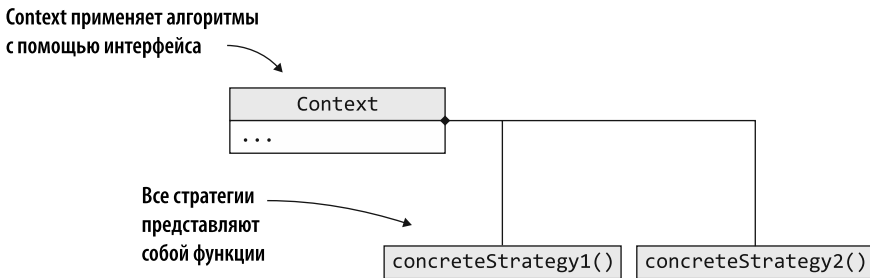 Context применяет алгоритмы
с помощью интерфейса
Context
...
Все стратегии
представляют
собой функции
concreteStrategy1()
concreteStrategy2()